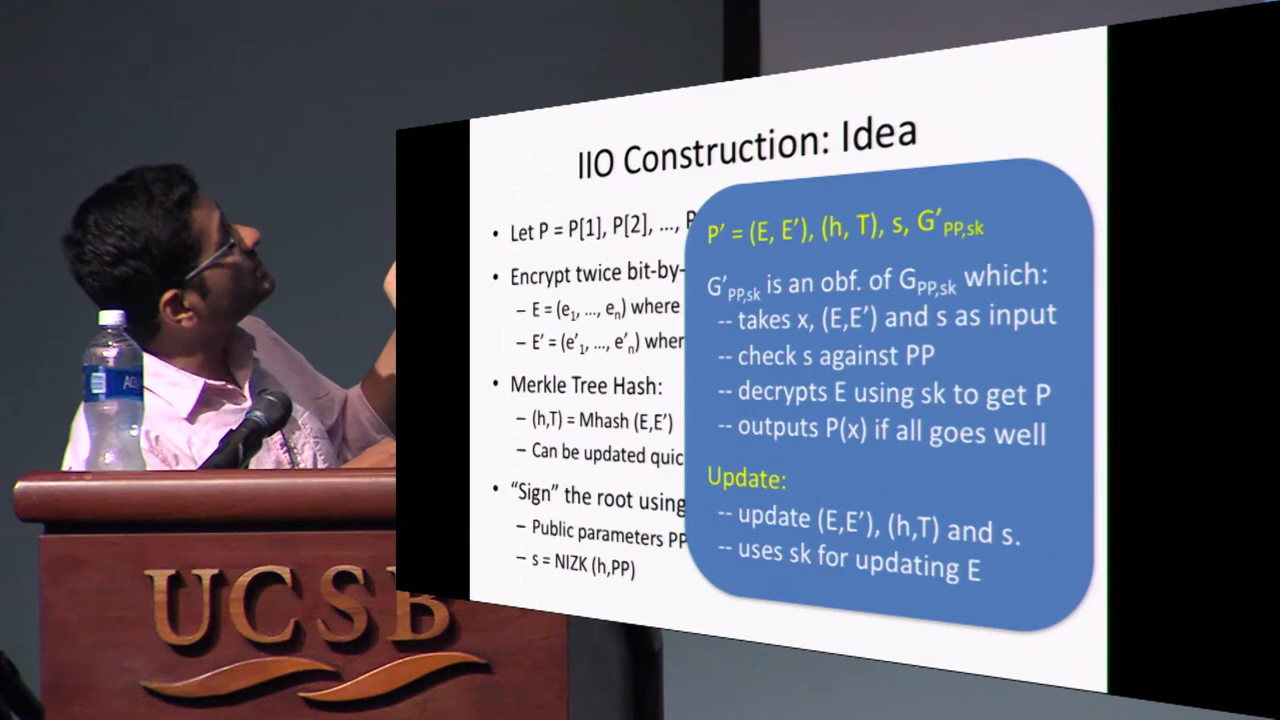 IIO Construction: Idea
• Let P = P[1], P[2], ...,
• Encrypt twice bit-by-
– E = (e1, ..., en) where
– E' = (e'1, ..., e'n) wher
• Merkle Tree Hash:
– (h,T) = Mhash (E,E')
– Can be updated quic
• “Sign” the root using
– Public parameters PP
– s = NIZK (h,PP)
P' = (E, E'), (h, T), s, G'PP,sk
G'PP,sk is an obf. of GPP,sk which:
-- takes x, (E,E') and s as input
-- check s against PP
-- decrypts E using sk to get P
-- outputs P(x) if all goes well
Update:
-- update (E,E'), (h,T) and s.
-- uses sk for updating E
UCSB